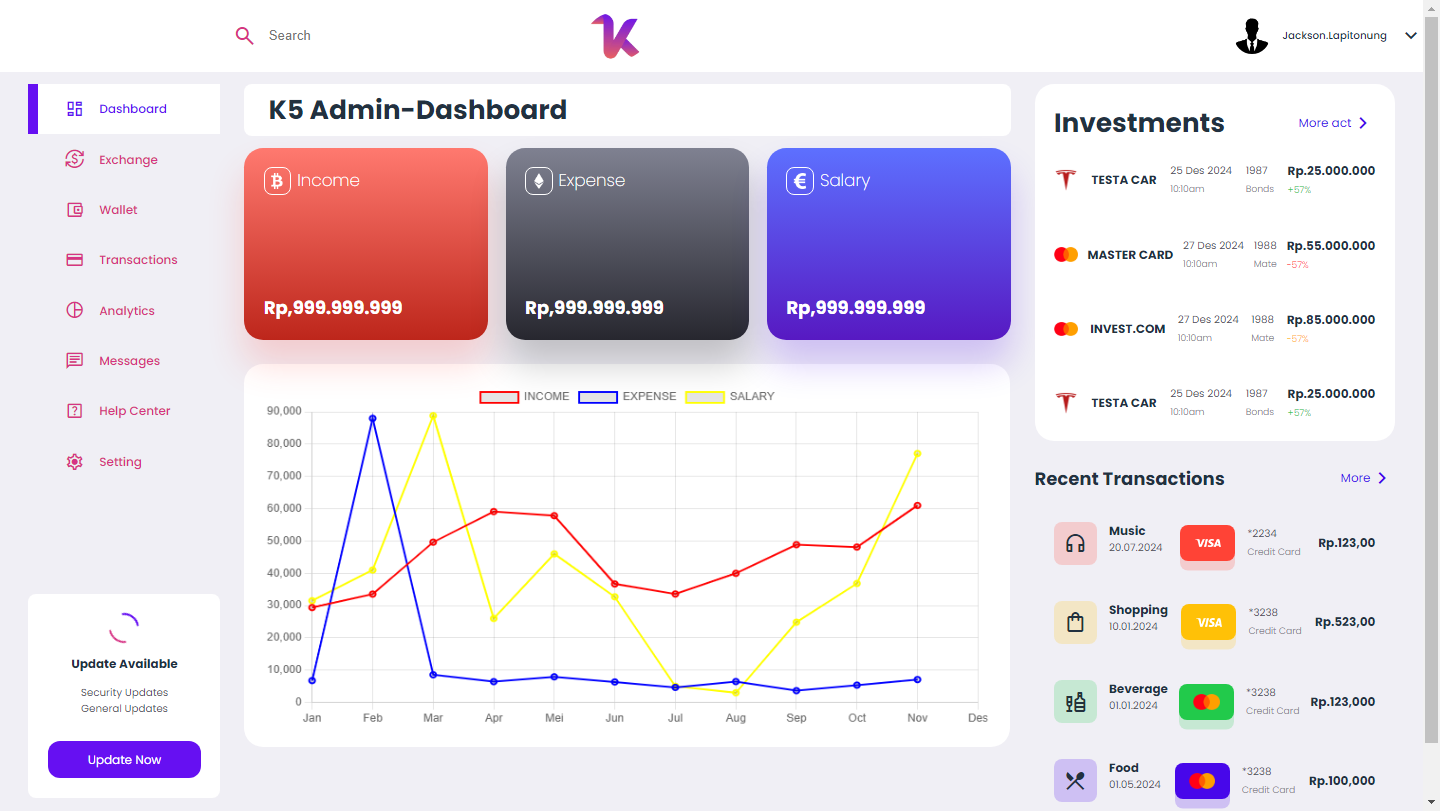 Search
Jackson.Lapitonung
Dashboard
Exchange
Wallet
Transactions
Analytics
Messages
Help Center
Setting
Update Available
Security Updates
General Updates
Update Now
K5 Admin-Dashboard
Income
Rp,999.999.999
Expense
Rp,999.999.999
Salary
Rp,999.999.999
INCOME EXPENSE SALARY
90,000
80,000
70,000
60,000
50,000
40,000
30,000
20,000
10,000
0
Jan Feb Mar Apr Mei Jun Jul Aug Sep Oct Nov Des
Investments More act
TESTA CAR 25 Des 2024 1987 Rp.25.000.000
10:10am Bonds +57%
MASTER CARD 27 Des 2024 1988 Rp.55.000.000
10:10am Mate -57%
INVEST.COM 27 Des 2024 1988 Rp.85.000.000
10:10am Mate -57%
TESTA CAR 25 Des 2024 1987 Rp.25.000.000
10:10am Bonds +57%
Recent Transactions More
Music VISA *2234 Rp.123,00
20.07.2024 Credit Card
Shopping VISA *3238 Rp.523,00
10.01.2024 Credit Card
Beverage *3238 Rp.123,000
01.01.2024 Credit Card
Food *3238 Rp.100,000
01.05.2024 Credit Card